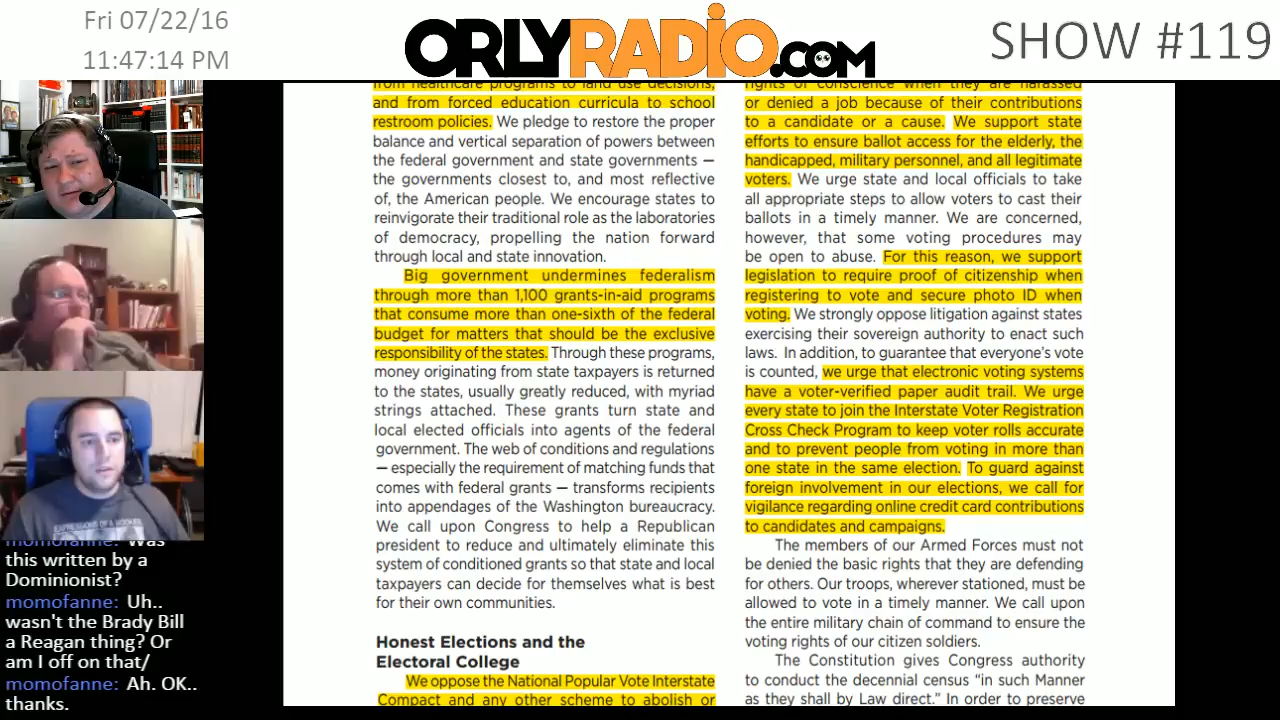 Fri 07/22/16
11:47:14 PM
ORLYRADIO.COM
SHOW #119
from healthcare programs to land use decisions,
and from forced education curricula to school
restroom policies. We pledge to restore the proper
balance and vertical separation of powers between
the federal government and state governments —
the governments closest to, and most reflective
of, the American people. We encourage states to
reinvigorate their traditional role as the laboratories
of democracy, propelling the nation forward
through local and state innovation.
Big government undermines federalism
through more than 1,100 grants-in-aid programs
that consume more than one-sixth of the federal
budget for matters that should be the exclusive
responsibility of the states. Through these programs,
money originating from state taxpayers is returned
to the states, usually greatly reduced, with myriad
strings attached. These grants turn state and
local elected officials into agents of the federal
government. The web of conditions and regulations
— especially the requirement of matching funds that
comes with federal grants — transforms recipients
into appendages of the Washington bureaucracy.
We call upon Congress to help a Republican
president to reduce and ultimately eliminate this
system of conditioned grants so that state and local
taxpayers can decide for themselves what is best
for their own communities.
Honest Elections and the
Electoral College
We oppose the National Popular Vote Interstate
Compact and any other scheme to abolish or
rights of conscience when they are harassed
or denied a job because of their contributions
to a candidate or a cause. We support state
efforts to ensure ballot access for the elderly, the
handicapped, military personnel, and all legitimate
voters. We urge state and local officials to take
all appropriate steps to allow voters to cast their
ballots in a timely manner. We are concerned,
however, that some voting procedures may
be open to abuse. For this reason, we support
legislation to require proof of citizenship when
registering to vote and secure photo ID when
voting. We strongly oppose litigation against states
exercising their sovereign authority to enact such
laws. In addition, to guarantee that everyone's vote
is counted, we urge that electronic voting systems
have a voter-verified paper audit trail. We urge
every state to join the Interstate Voter Registration
Cross Check Program to keep voter rolls accurate
and to prevent people from voting in more than
one state in the same election. To guard against
foreign involvement in our elections, we call for
vigilance regarding online credit card contributions
to candidates and campaigns.
The members of our Armed Forces must not
be denied the basic rights that they are defending
for others. Our troops, wherever stationed, must be
allowed to vote in a timely manner. We call upon
the entire military chain of command to ensure the
voting rights of our citizen soldiers.
The Constitution gives Congress authority
to conduct the decennial census “in such Manner
as they shall by Law direct.” In order to preserve
momofanne: Was
this written by a
Dominionist?
momofanne: Uh..
wasn't the Brady Bill
a Reagan thing? Or
am I off on that/
momofanne: Ah. OK..
thanks.